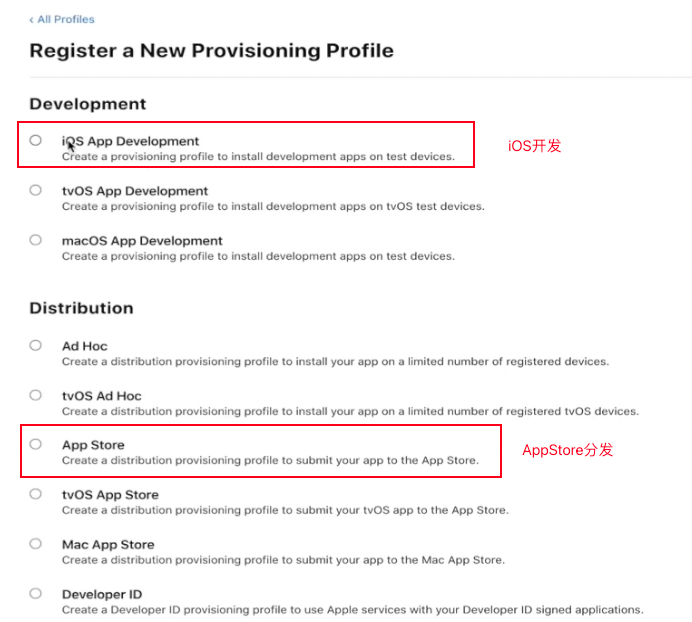 ‹ All Profiles
Register a New Provisioning Profile
Development
iOS App Development
Create a provisioning profile to install development apps on test devices.
iOS开发
tvOS App Development
Create a provisioning profile to install development apps on tvOS test devices.
macOS App Development
Create a provisioning profile to install development apps on test devices.
Distribution
Ad Hoc
Create a distribution provisioning profile to install your app on a limited number of registered devices.
tvOS Ad Hoc
Create a distribution provisioning profile to install your app on a limited number of registered tvOS devices.
App Store
Create a distribution provisioning profile to submit your app to the App Store.
AppStore分发
tvOS App Store
Create a distribution provisioning profile to submit your tvOS app to the App Store.
Mac App Store
Create a distribution provisioning profile to submit your app to the Mac App Store.
Developer ID
Create a Developer ID provisioning profile to use Apple services with your Developer ID signed applications.